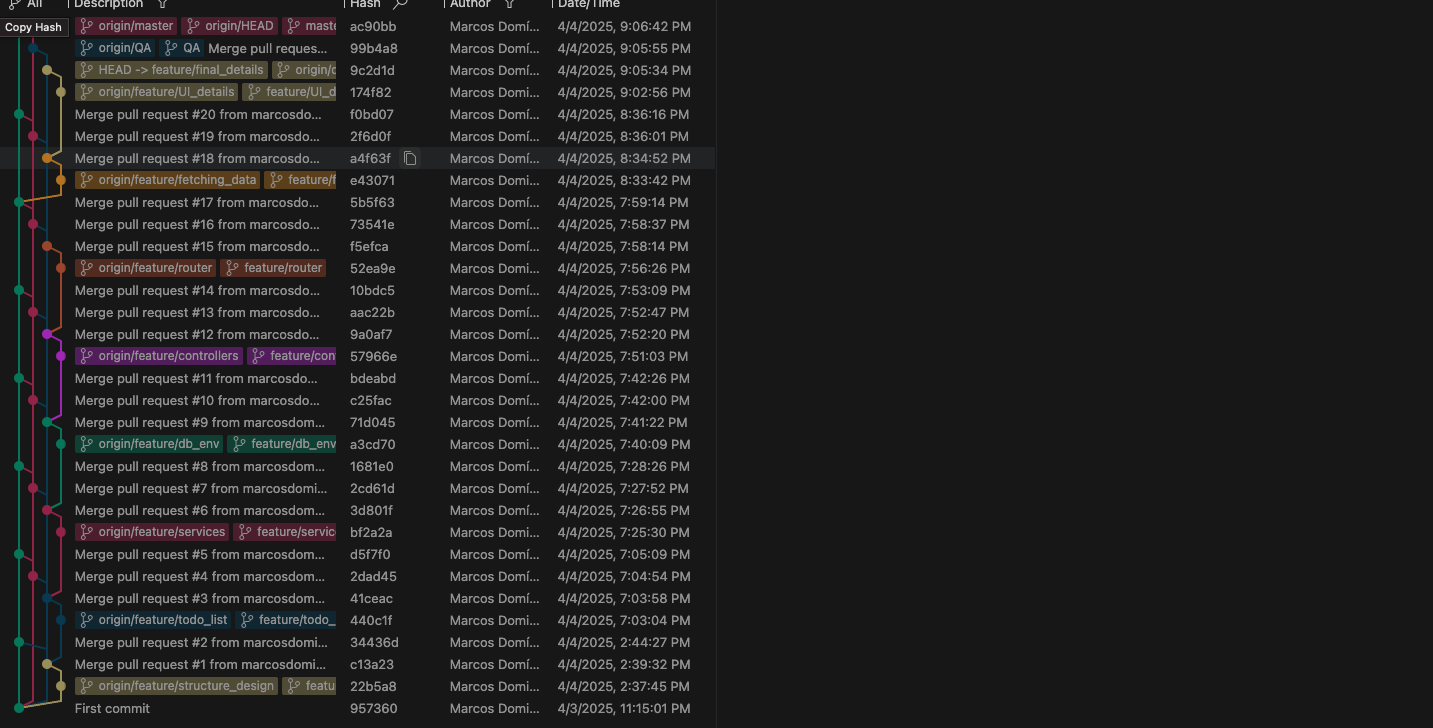 All Description Hash Author Date/Time
Copy Hash
origin/master origin/HEAD ac90bb Marcos Domí... 4/4/2025, 9:06:42 PM
origin/QA QA Merge pull reques... 99b4a8 Marcos Domí... 4/4/2025, 9:05:55 PM
HEAD -> feature/final_details 9c2d1d Marcos Domi... 4/4/2025, 9:05:34 PM
origin/feature/UI_details feature/UI_d 174f82 Marcos Domi... 4/4/2025, 9:02:56 PM
Merge pull request #20 from marcosdo... f0bd07 Marcos Domí... 4/4/2025, 8:36:16 PM
Merge pull request #19 from marcosdo... 2f6d0f Marcos Domí... 4/4/2025, 8:36:01 PM
Merge pull request #18 from marcosdo... a4f63f Marcos Domí... 4/4/2025, 8:34:52 PM
origin/feature/fetching_data feature/f e43071 Marcos Domi... 4/4/2025, 8:33:42 PM
Merge pull request #17 from marcosdo... 5b5f63 Marcos Domí... 4/4/2025, 7:59:14 PM
Merge pull request #16 from marcosdo... 73541e Marcos Domí... 4/4/2025, 7:58:37 PM
Merge pull request #15 from marcosdo... f5efca Marcos Domí... 4/4/2025, 7:58:14 PM
origin/feature/router feature/router 52ea9e Marcos Domi... 4/4/2025, 7:56:26 PM
Merge pull request #14 from marcosdo... 10bdc5 Marcos Domí... 4/4/2025, 7:53:09 PM
Merge pull request #13 from marcosdo... aac22b Marcos Domí... 4/4/2025, 7:52:47 PM
Merge pull request #12 from marcosdo... 9a0af7 Marcos Domí... 4/4/2025, 7:52:20 PM
origin/feature/controllers feature/con 57966e Marcos Domi... 4/4/2025, 7:51:03 PM
Merge pull request #11 from marcosdo... bdeabd Marcos Domí... 4/4/2025, 7:42:26 PM
Merge pull request #10 from marcosdo... c25fac Marcos Domí... 4/4/2025, 7:42:00 PM
Merge pull request #9 from marcosdom... 71d045 Marcos Domí... 4/4/2025, 7:41:22 PM
origin/feature/db_env feature/db_env a3cd70 Marcos Domi... 4/4/2025, 7:40:09 PM
Merge pull request #8 from marcosdom... 1681e0 Marcos Domí... 4/4/2025, 7:28:26 PM
Merge pull request #7 from marcosdomi... 2cd61d Marcos Domí... 4/4/2025, 7:27:52 PM
Merge pull request #6 from marcosdom... 3d801f Marcos Domí... 4/4/2025, 7:26:55 PM
origin/feature/services feature/servic bf2a2a Marcos Domi... 4/4/2025, 7:25:30 PM
Merge pull request #5 from marcosdom... d5f7f0 Marcos Domí... 4/4/2025, 7:05:09 PM
Merge pull request #4 from marcosdom... 2dad45 Marcos Domí... 4/4/2025, 7:04:54 PM
Merge pull request #3 from marcosdom... 41ceac Marcos Domí... 4/4/2025, 7:03:58 PM
origin/feature/todo_list feature/todo_ 440c1f Marcos Domi... 4/4/2025, 7:03:04 PM
Merge pull request #2 from marcosdomi... 34436d Marcos Domí... 4/4/2025, 2:44:27 PM
Merge pull request #1 from marcosdomi... c13a23 Marcos Domí... 4/4/2025, 2:39:32 PM
origin/feature/structure_design featu 22b5a8 Marcos Domi... 4/4/2025, 2:37:45 PM
First commit 957360 Marcos Domi... 4/3/2025, 11:15:01 PM